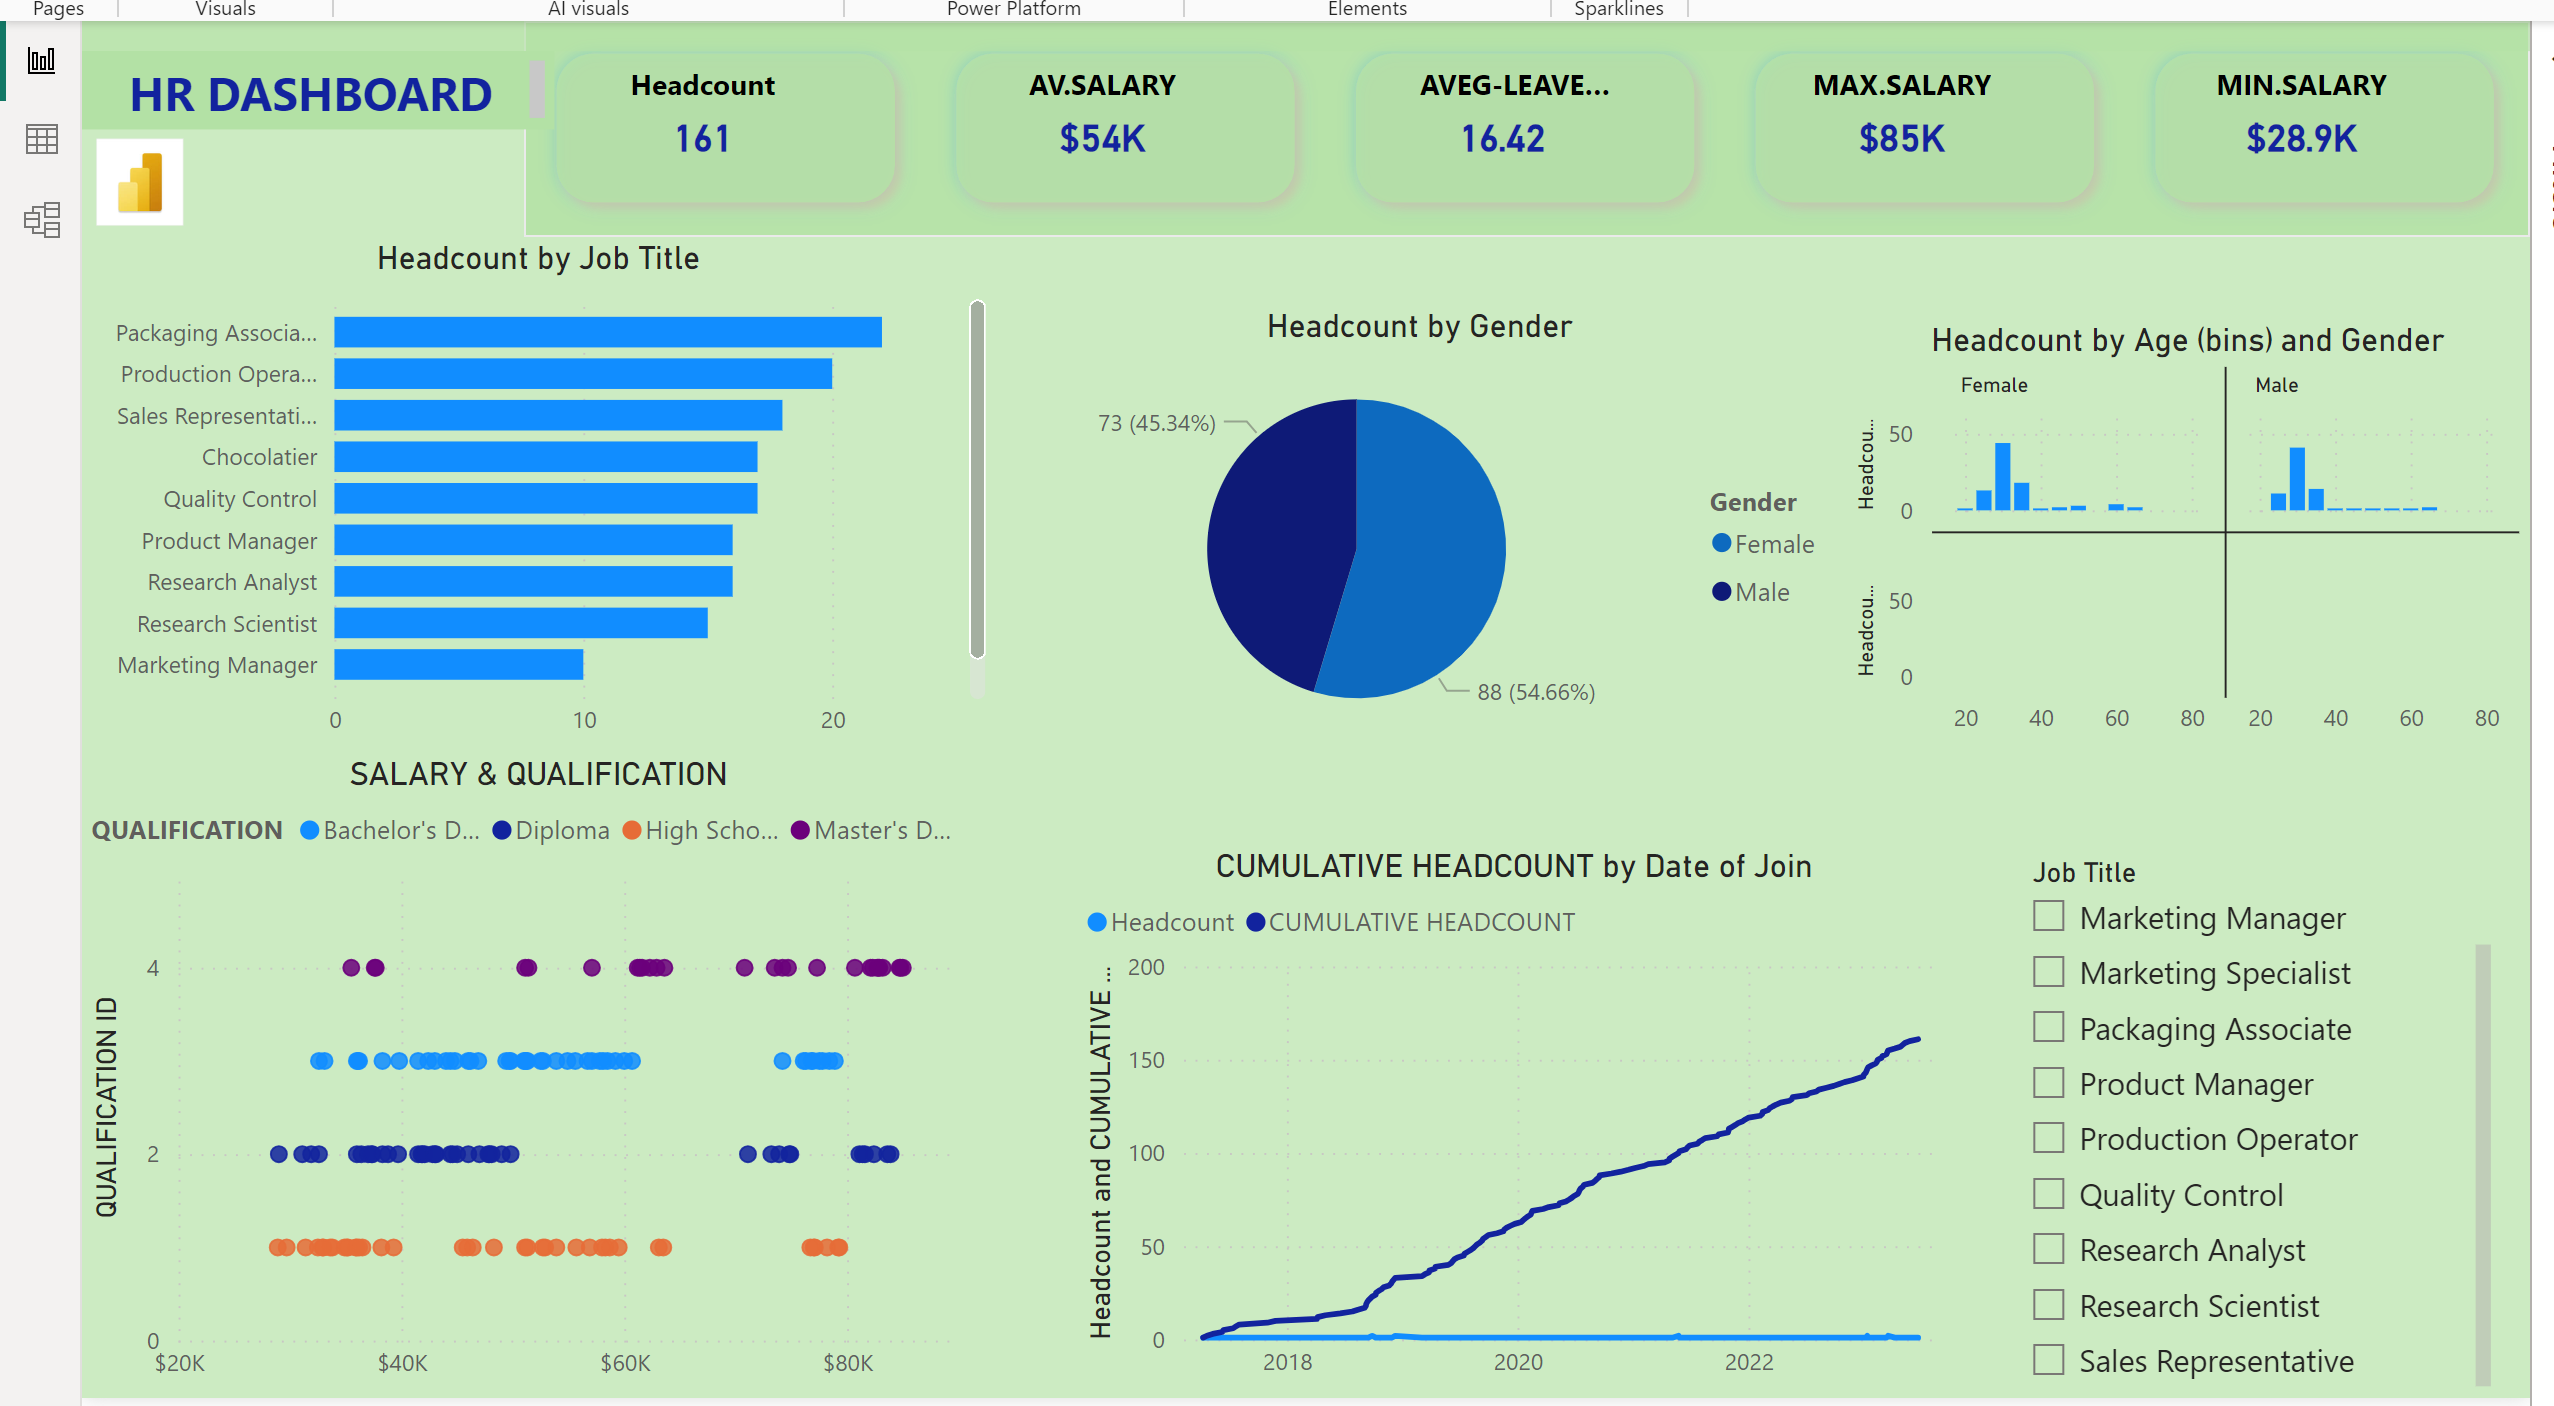 Pages
Visuals
AI visuals
Power Platform
Elements
Sparklines
HR DASHBOARD
Headcount
161
AV.SALARY
$54K
AVEG-LEAVE...
16.42
MAX.SALARY
$85K
MIN.SALARY
$28.9K
Headcount by Job Title
Packaging Associa...
Production Opera...
Sales Representati...
Chocolatier
Quality Control
Product Manager
Research Analyst
Research Scientist
Marketing Manager
0
10
20
Headcount by Gender
73 (45.34%)
88 (54.66%)
Gender
Female
Male
Headcount by Age (bins) and Gender
Female
Male
Headcou...
50
0
Headcou...
50
0
20
40
60
80
20
40
60
80
SALARY & QUALIFICATION
QUALIFICATION
Bachelor's D...
Diploma
High Scho...
Master's D...
QUALIFICATION ID
4
2
0
$20K
$40K
$60K
$80K
CUMULATIVE HEADCOUNT by Date of Join
Headcount
CUMULATIVE HEADCOUNT
Headcount and CUMULATIVE ...
200
150
100
50
0
2018
2020
2022
Job Title
Marketing Manager
Marketing Specialist
Packaging Associate
Product Manager
Production Operator
Quality Control
Research Analyst
Research Scientist
Sales Representative